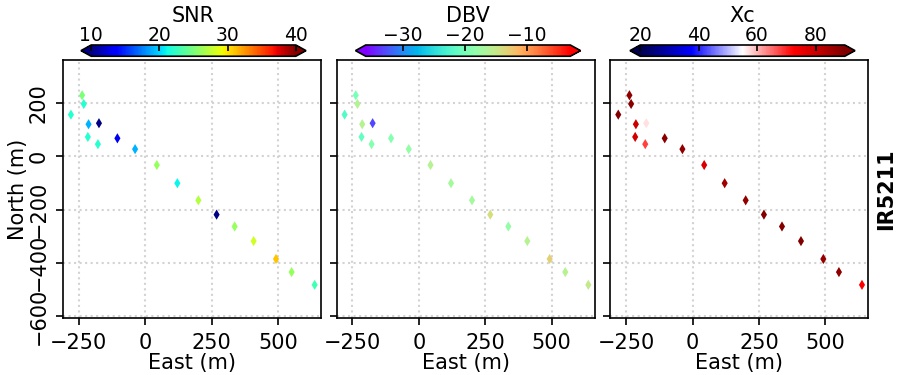 SNR DBV Xc
10 20 30 40 −30 −20 −10 20 40 60 80
200
0
−200
−400
−600
North (m)
−250 0 250 500 −250 0 250 500 −250 0 250 500
East (m) East (m) East (m)
IR5211